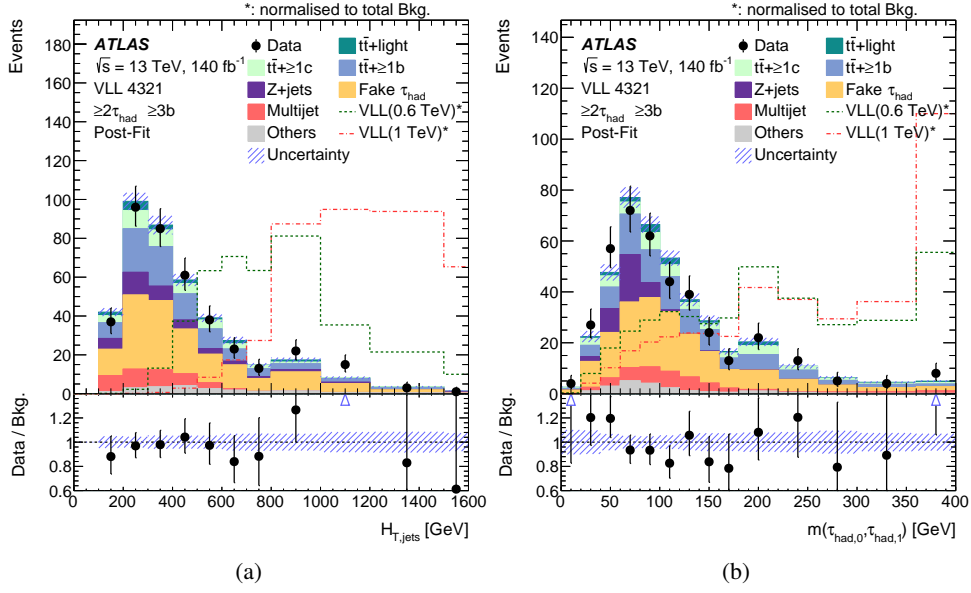 *: normalised to total Bkg.
Events
180
160
140
120
100
80
60
40
20
0
ATLAS
√s = 13 TeV, 140 fb⁻¹
VLL 4321
≥2τhad ≥3b
Post-Fit
Data
tt̄+≥1c
Z+jets
Multijet
Others
Uncertainty
tt̄+light
tt̄+≥1b
Fake τhad
VLL(0.6 TeV)*
VLL(1 TeV)*
Data / Bkg.
1.2
1
0.8
0.6
0 200 400 600 800 1000 1200 1400 1600
HT,jets [GeV]
(a)
*: normalised to total Bkg.
Events
140
120
100
80
60
40
20
0
ATLAS
√s = 13 TeV, 140 fb⁻¹
VLL 4321
≥2τhad ≥3b
Post-Fit
Data
tt̄+≥1c
Z+jets
Multijet
Others
Uncertainty
tt̄+light
tt̄+≥1b
Fake τhad
VLL(0.6 TeV)*
VLL(1 TeV)*
Data / Bkg.
1.2
1
0.8
0.6
0 50 100 150 200 250 300 350 400
m(τhad,0,τhad,1) [GeV]
(b)